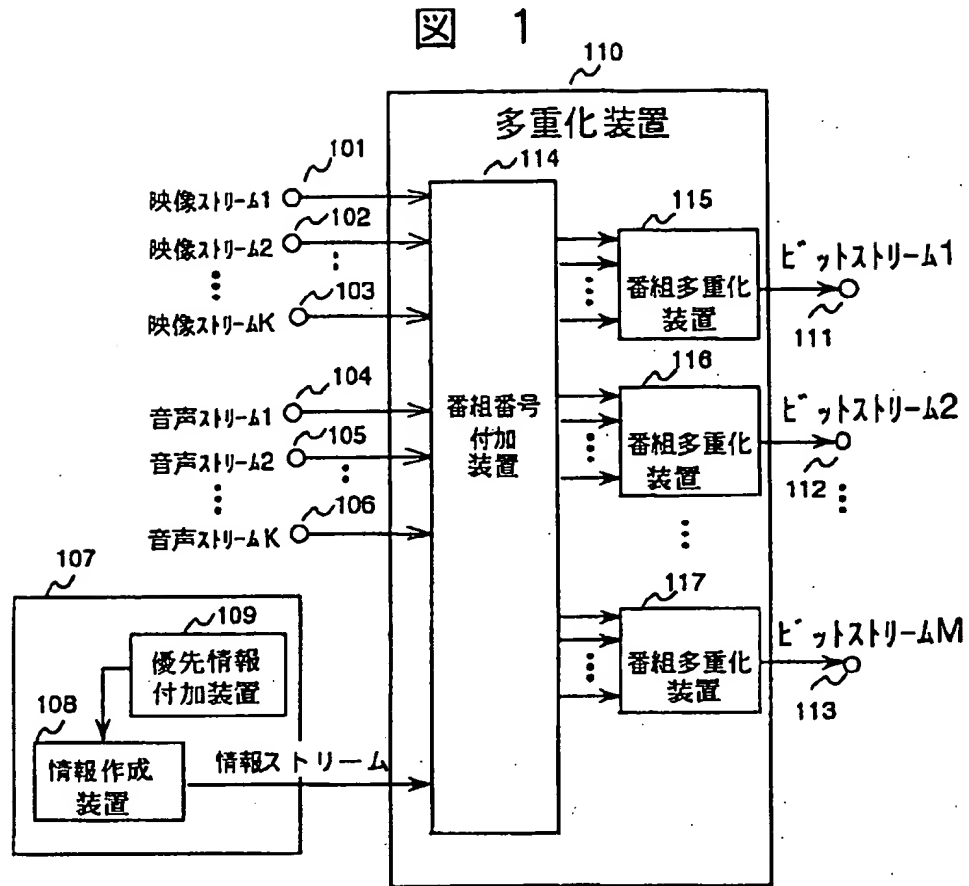 図 1
110
多重化装置
101
映像ストリーム1
102
映像ストリーム2
103
映像ストリームK
104
音声ストリーム1
105
音声ストリーム2
106
音声ストリームK
114
番組番号
付加
装置
115
番組多重化
装置
ビットストリーム1
111
116
番組多重化
装置
ビットストリーム2
112
117
番組多重化
装置
ビットストリームM
113
107
109
優先情報
付加装置
108
情報作成
装置
情報ストリーム